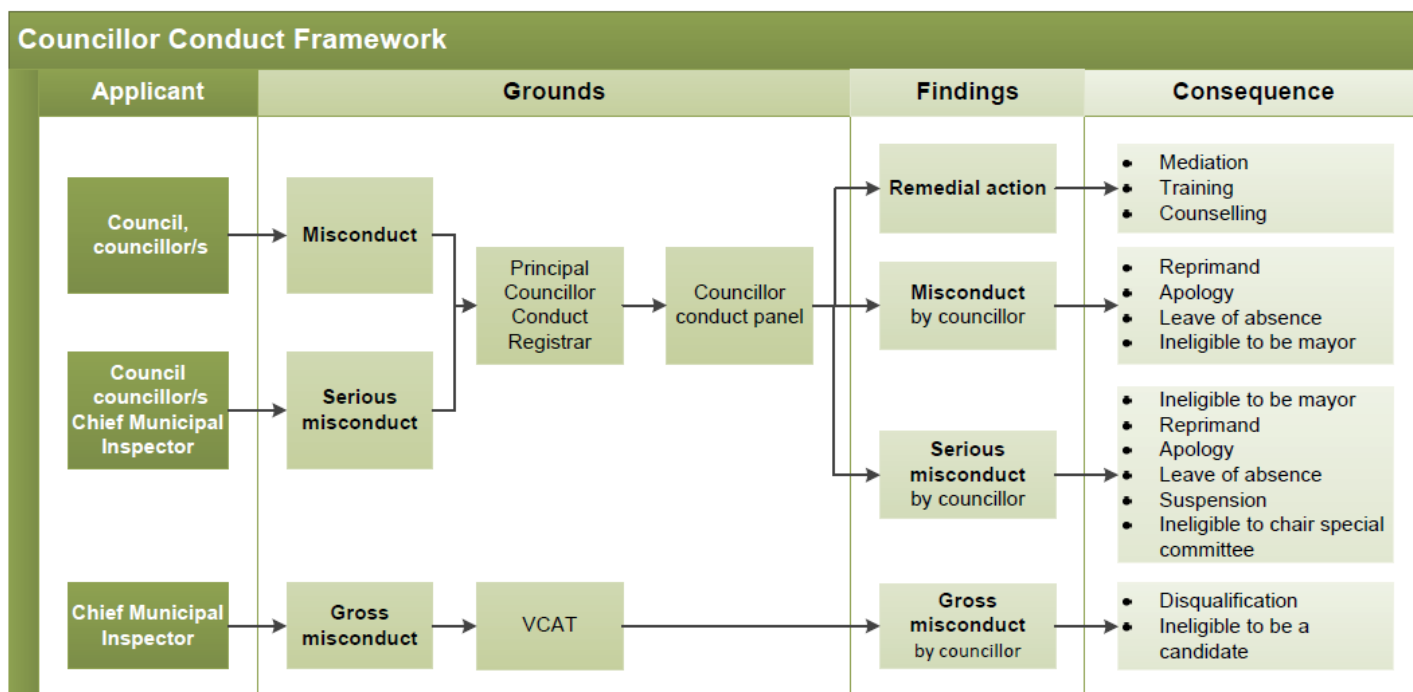 Councillor Conduct Framework
Applicant
Grounds
Findings
Consequence
Council,
councillor/s
Misconduct
Council
councillor/s
Chief Municipal
Inspector
Serious
misconduct
Principal
Councillor
Conduct
Registrar
Councillor
conduct panel
Remedial action
• Mediation
• Training
• Counselling
Misconduct
by councillor
• Reprimand
• Apology
• Leave of absence
• Ineligible to be mayor
Serious
misconduct
by councillor
• Ineligible to be mayor
• Reprimand
• Apology
• Leave of absence
• Suspension
• Ineligible to chair special
committee
Chief Municipal
Inspector
Gross
misconduct
VCAT
Gross
misconduct
by councillor
• Disqualification
• Ineligible to be a
candidate